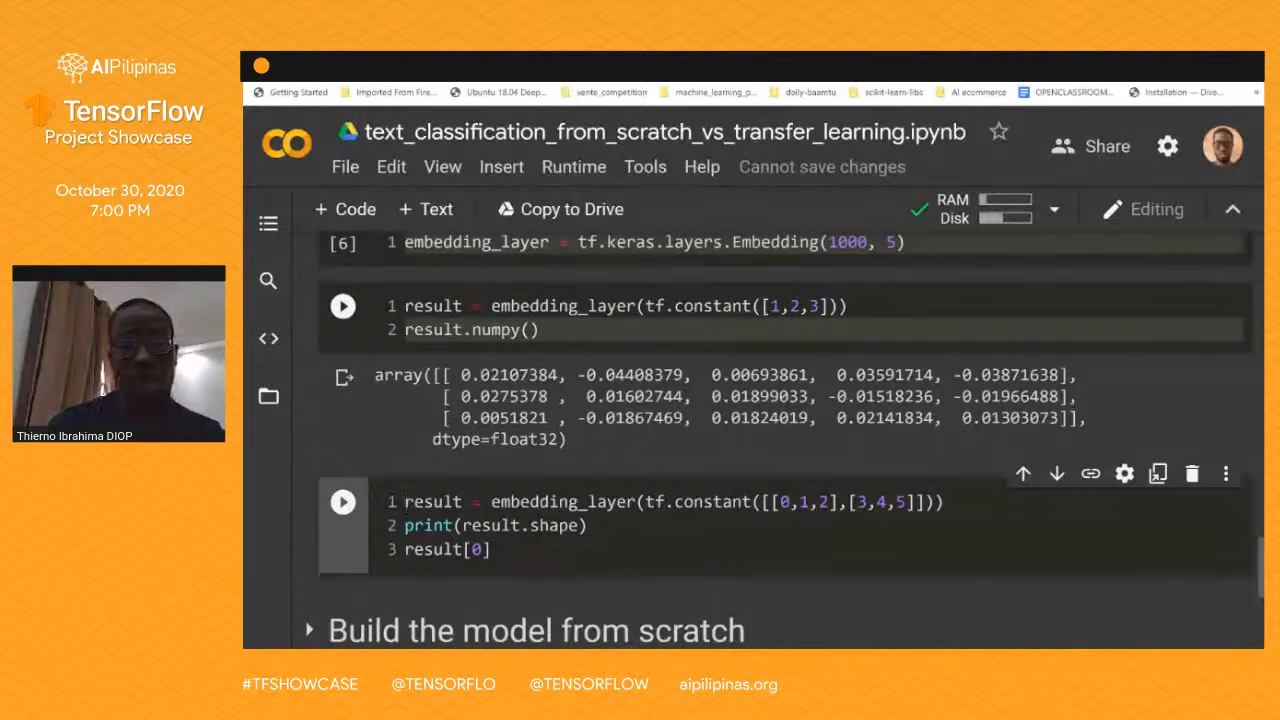 AIPilipinas
TensorFlow
Project Showcase
October 30, 2020
7:00 PM
Thierno Ibrahima DIOP
Getting Started Imported From Fire... Ubuntu 18.04 Deep... xente_competition machine_learning_p... daily-baamtu scikit-learn-libs AI ecommerce OPENCLASSROOM... Installation — Dive... »
text_classification_from_scratch_vs_transfer_learning.ipynb
Share
File Edit View Insert Runtime Tools Help Cannot save changes
+ Code + Text Copy to Drive RAM Disk Editing
[6] 1 embedding_layer = tf.keras.layers.Embedding(1000, 5)
1 result = embedding_layer(tf.constant([1,2,3]))
2 result.numpy()
array([[ 0.02107384, -0.04408379, 0.00693861, 0.03591714, -0.03871638],
[ 0.0275378 , 0.01602744, 0.01899033, -0.01518236, -0.01966488],
[ 0.0051821 , -0.01867469, 0.01824019, 0.02141834, 0.01303073]],
dtype=float32)
1 result = embedding_layer(tf.constant([[0,1,2],[3,4,5]]))
2 print(result.shape)
3 result[0]
Build the model from scratch
#TFSHOWCASE @TENSORFLO @TENSORFLOW aipilipinas.org